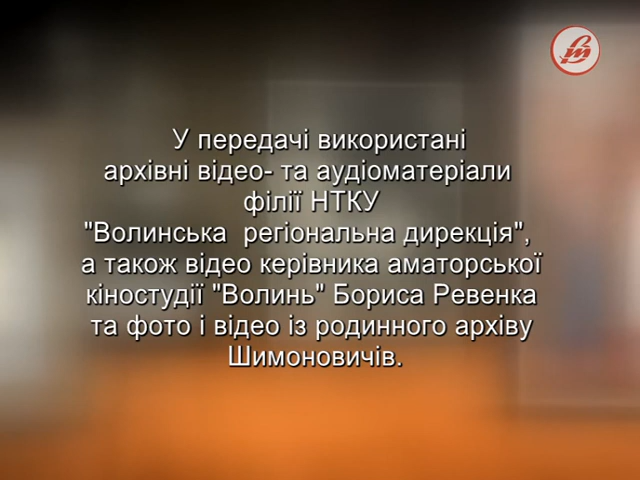 У передачі використані
архівні відео- та аудіоматеріали
філії НТКУ
"Волинська регіональна дирекція",
а також відео керівника аматорської
кіностудії "Волинь" Бориса Ревенка
та фото і відео із родинного архіву
Шимоновичів.